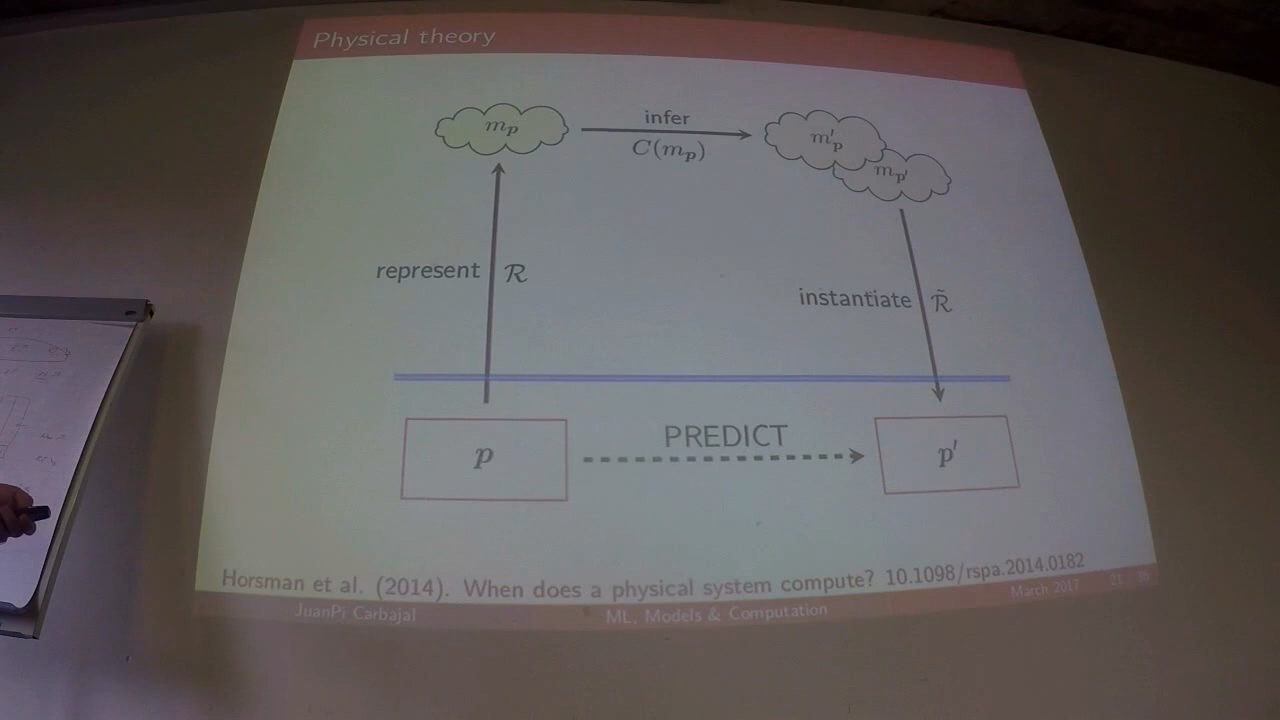 Physical theory
m_p
infer
C(m_p)
m'_p
m_p'
represent R
instantiate R̃
p
PREDICT
p'
Horsman et al. (2014). When does a physical system compute? 10.1098/rspa.2014.0182
JuanPi Carbajal
ML, Models & Computation
March 2017
21